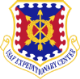 USAF EXPEDITIONARY CENTER